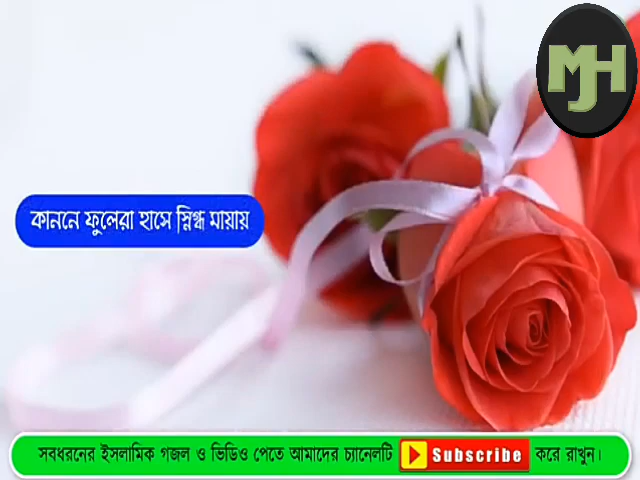 MJH
কাননে ফুলেরা হাসে স্নিগ্ধ মায়ায়
সবধরনের ইসলামিক গজল ও ভিডিও পেতে আমাদের চ্যানেলটি Subscribe করে রাখুন।